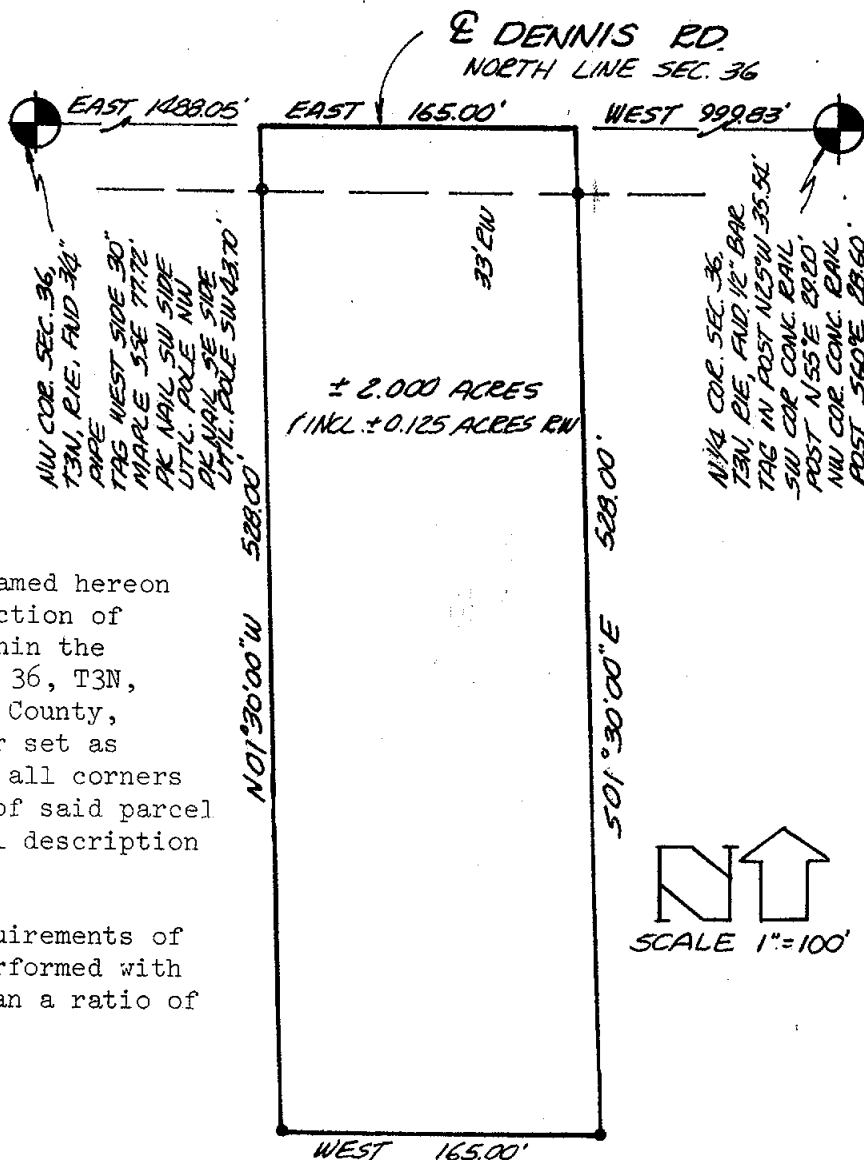 ℄ DENNIS RD.
NORTH LINE SEC. 36
EAST 1488.05'
EAST 165.00'
WEST 999.83'
NW COR. SEC. 36,
T3N, R1E, FND 3/4"
PIPE
TAG WEST SIDE 30"
MAPLE SSE 77.72'
PK NAIL SW SIDE
UTIL. POLE NW
PK NAIL SE SIDE
UTIL. POLE SW 43.70'
33' RW
N 1/4 COR. SEC. 36,
T3N, R1E, FND. 1/2" BAR
TAG IN POST N25°W 35.54'
SW COR CONC. RAIL
POST N55°E 29.20'
NW COR CONC. RAIL
POST S60°E 28.60'
± 2.000 ACRES
(INCL. ± 0.125 ACRES RW
N01°30'00"W 528.00'
S01°30'00"E 528.00'
amed hereon
ction of
hin the
36, T3N,
County,
r set as
all corners
of said parcel
l description
uirements of
rformed with
an a ratio of
N
SCALE 1"=100'
WEST 165.00'